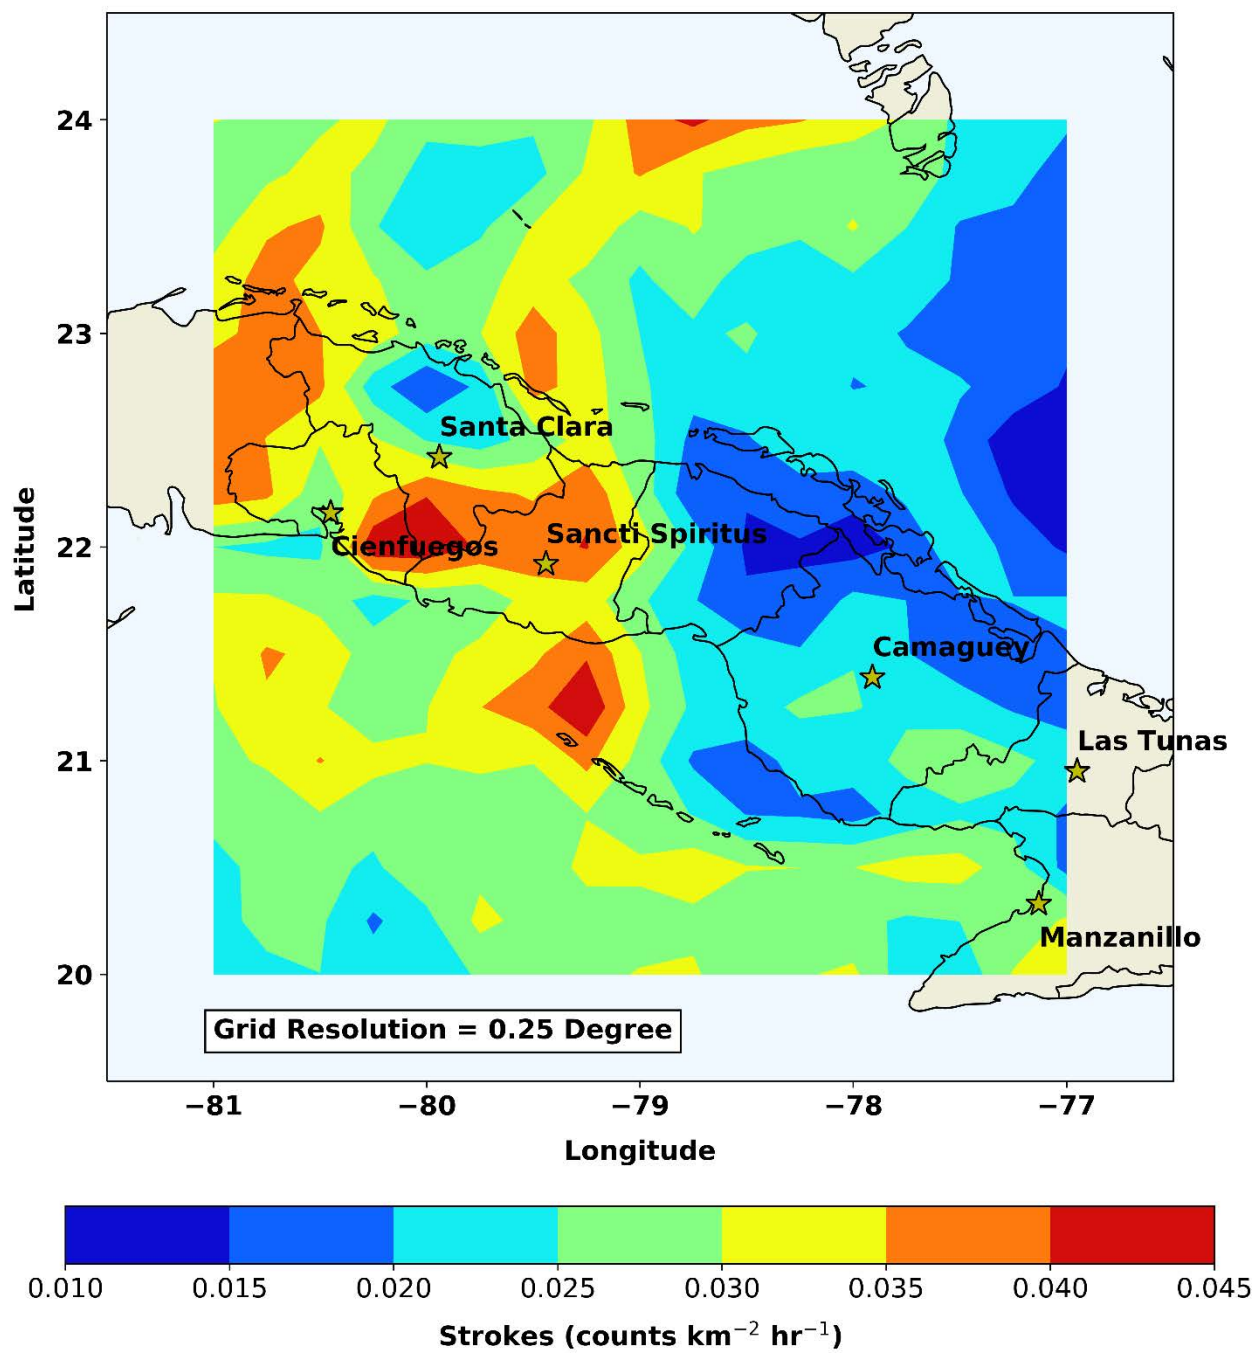 24
23
22
21
20
Latitude
Santa Clara
Sancti Spiritus
Cienfuegos
Camaguey
Las Tunas
Manzanillo
Grid Resolution = 0.25 Degree
−81 −80 −79 −78 −77
Longitude
0.010 0.015 0.020 0.025 0.030 0.035 0.040 0.045
Strokes (counts km⁻² hr⁻¹)